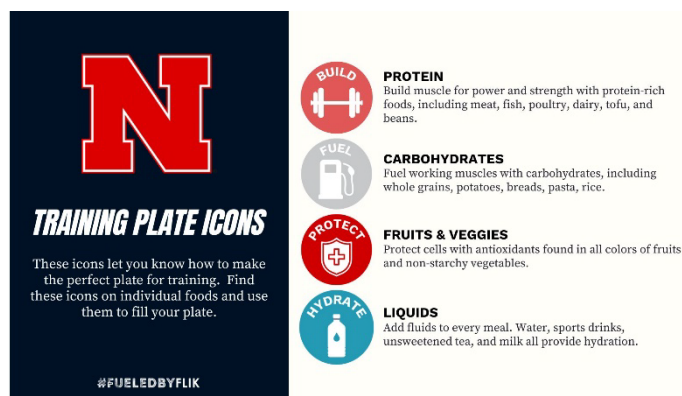 N
TRAINING PLATE ICONS
These icons let you know how to make
the perfect plate for training. Find
these icons on individual foods and use
them to fill your plate.
#FUELEDBYFLIK
BUILD
PROTEIN
Build muscle for power and strength with protein-rich
foods, including meat, fish, poultry, dairy, tofu, and
beans.
FUEL
CARBOHYDRATES
Fuel working muscles with carbohydrates, including
whole grains, potatoes, breads, pasta, rice.
PROTECT
FRUITS & VEGGIES
Protect cells with antioxidants found in all colors of fruits
and non-starchy vegetables.
HYDRATE
LIQUIDS
Add fluids to every meal. Water, sports drinks,
unsweetened tea, and milk all provide hydration.